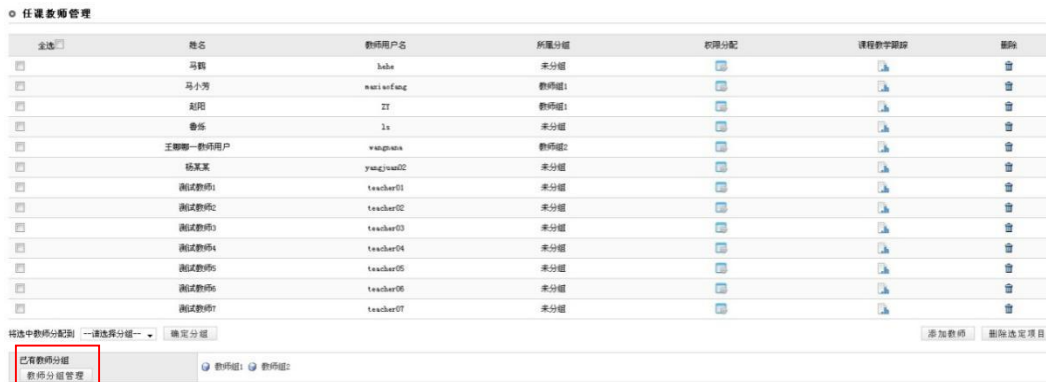 任课教师管理
全选 姓名 教师用户名 所属分组 权限分配 课程教学跟踪 删除
马鹤 hehe 未分组
马小芳 maxiaofang 教师组1
赵阳 ZY 教师组1
鲁烁 ls 未分组
王娜娜一教师用户 wangnana 教师组2
杨某某 yangjuan02 未分组
测试教师1 teacher01 未分组
测试教师2 teacher02 未分组
测试教师3 teacher03 未分组
测试教师4 teacher04 未分组
测试教师5 teacher05 未分组
测试教师6 teacher06 未分组
测试教师7 teacher07 未分组
将选中教师分配到 --请选择分组-- 确定分组 添加教师 删除选定项目
已有教师分组
教师分组管理 教师组1 教师组2